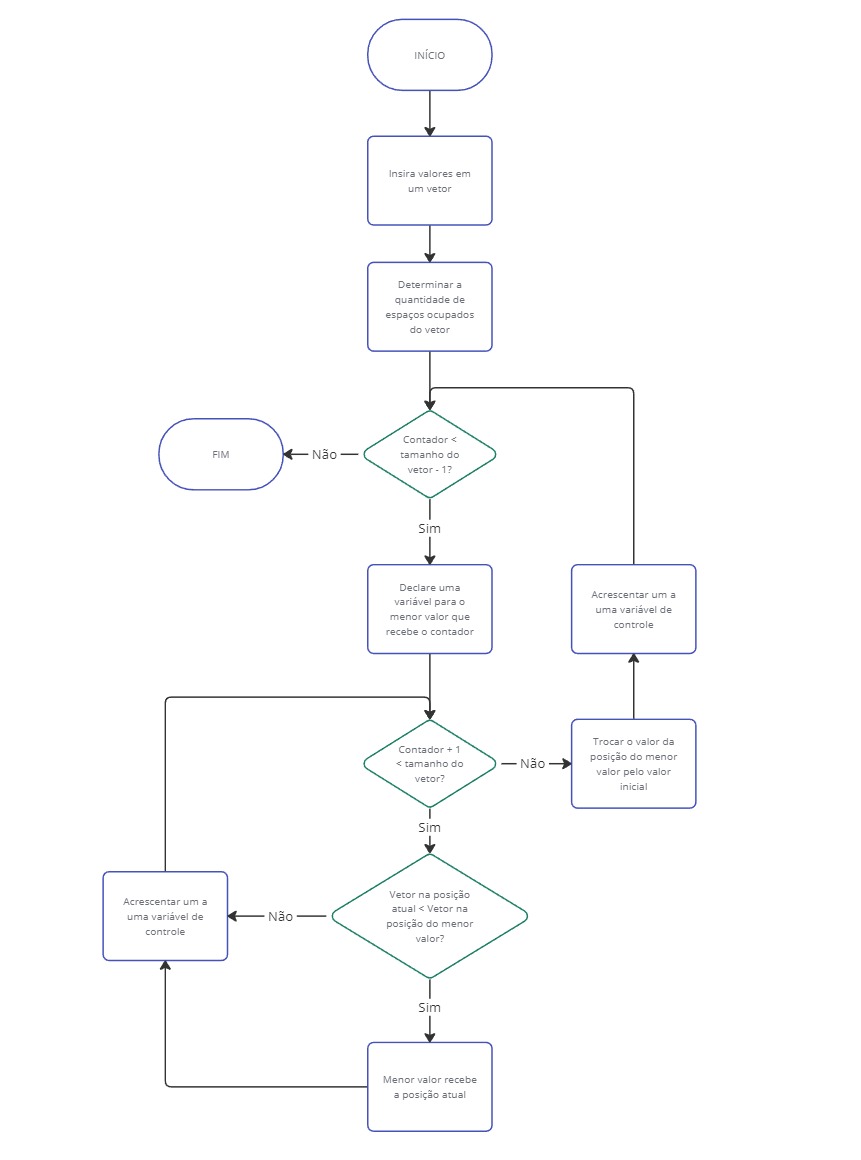 INÍCIO
Insira valores em
um vetor
Determinar a
quantidade de
espaços ocupados
do vetor
Contador <
tamanho do
vetor - 1?
Não
FIM
Sim
Declare uma
variável para o
menor valor que
recebe o contador
Acrescentar um a
uma variável de
controle
Contador + 1
< tamanho do
vetor?
Não
Trocar o valor da
posição do menor
valor pelo valor
inicial
Sim
Vetor na posição
atual < Vetor na
posição do menor
valor?
Não
Acrescentar um a
uma variável de
controle
Sim
Menor valor recebe
a posição atual